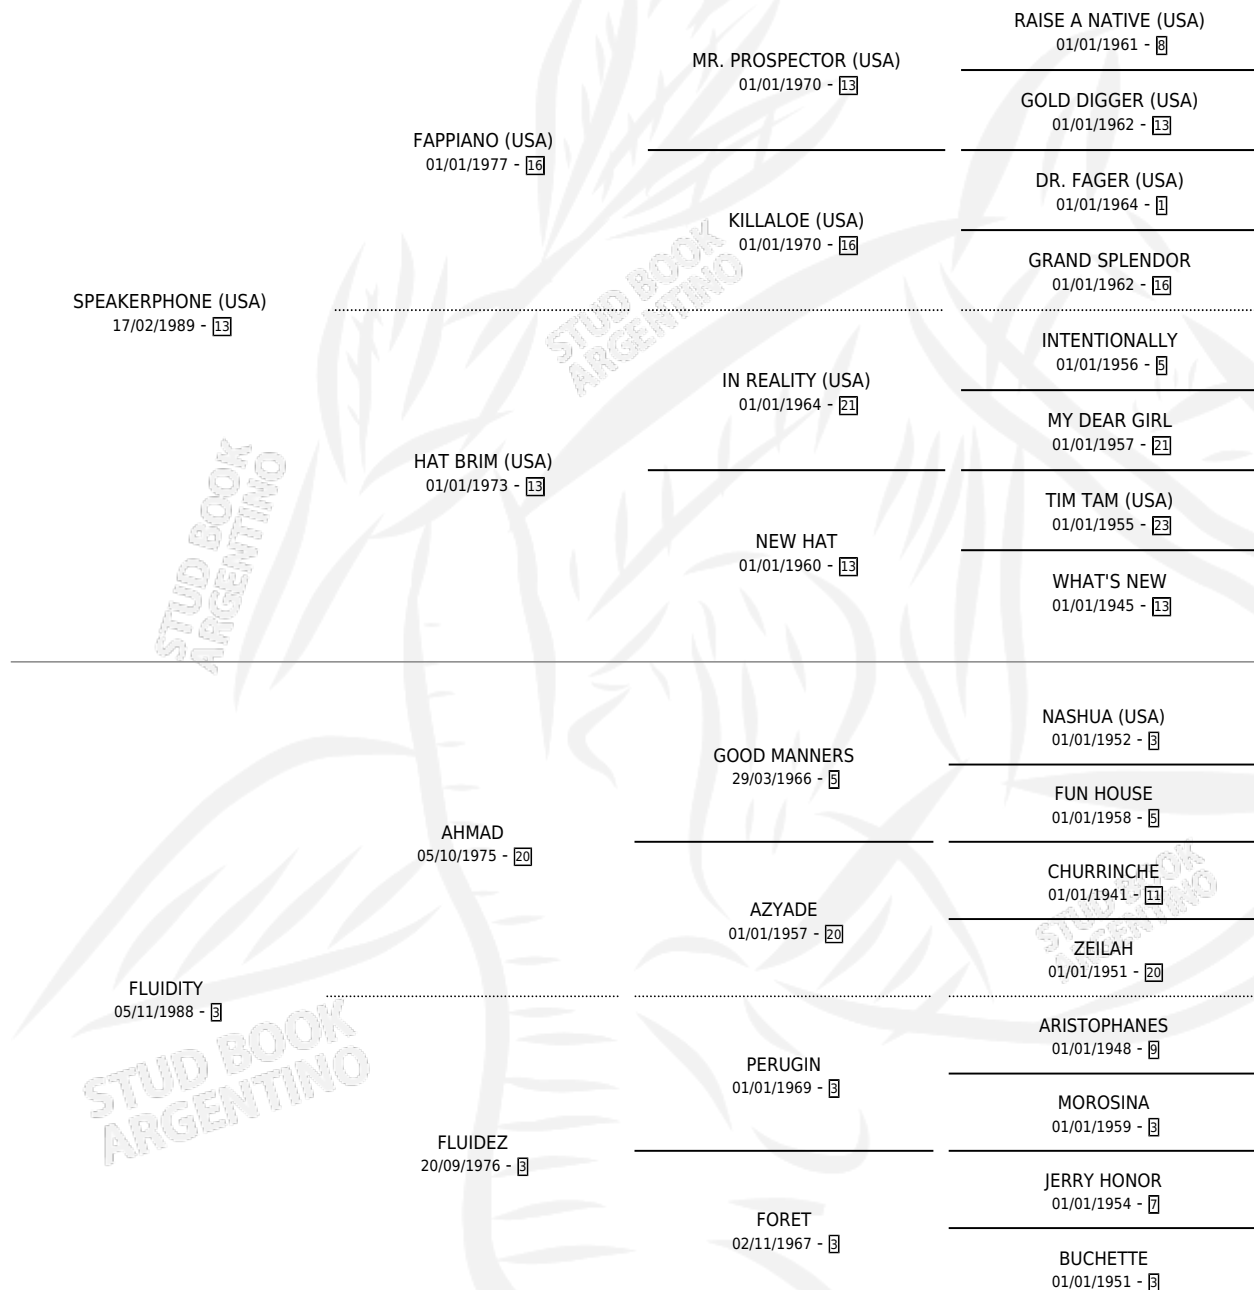 RAISE A NATIVE (USA)
01/01/1961 - 8
MR. PROSPECTOR (USA)
01/01/1970 - 13
GOLD DIGGER (USA)
01/01/1962 - 13
FAPPIANO (USA)
01/01/1977 - 16
DR. FAGER (USA)
01/01/1964 - 1
KILLALOE (USA)
01/01/1970 - 16
GRAND SPLENDOR
01/01/1962 - 16
SPEAKERPHONE (USA)
17/02/1989 - 13
INTENTIONALLY
01/01/1956 - 5
IN REALITY (USA)
01/01/1964 - 21
MY DEAR GIRL
01/01/1957 - 21
HAT BRIM (USA)
01/01/1973 - 13
TIM TAM (USA)
01/01/1955 - 23
NEW HAT
01/01/1960 - 13
WHAT'S NEW
01/01/1945 - 13
NASHUA (USA)
01/01/1952 - 3
GOOD MANNERS
29/03/1966 - 5
FUN HOUSE
01/01/1958 - 5
AHMAD
05/10/1975 - 20
CHURRINCHE
01/01/1941 - 11
AZYADE
01/01/1957 - 20
ZEILAH
01/01/1951 - 20
FLUIDITY
05/11/1988 - 3
ARISTOPHANES
01/01/1948 - 9
PERUGIN
01/01/1969 - 3
MOROSINA
01/01/1959 - 3
FLUIDEZ
20/09/1976 - 3
JERRY HONOR
01/01/1954 - 7
FORET
02/11/1967 - 3
BUCHETTE
01/01/1951 - 3
STUD BOOK
ARGENTINO
STUD BOOK
ARGENTINO
STUD BOOK
ARGENTINO
STUD BOOK
ARGENTINO